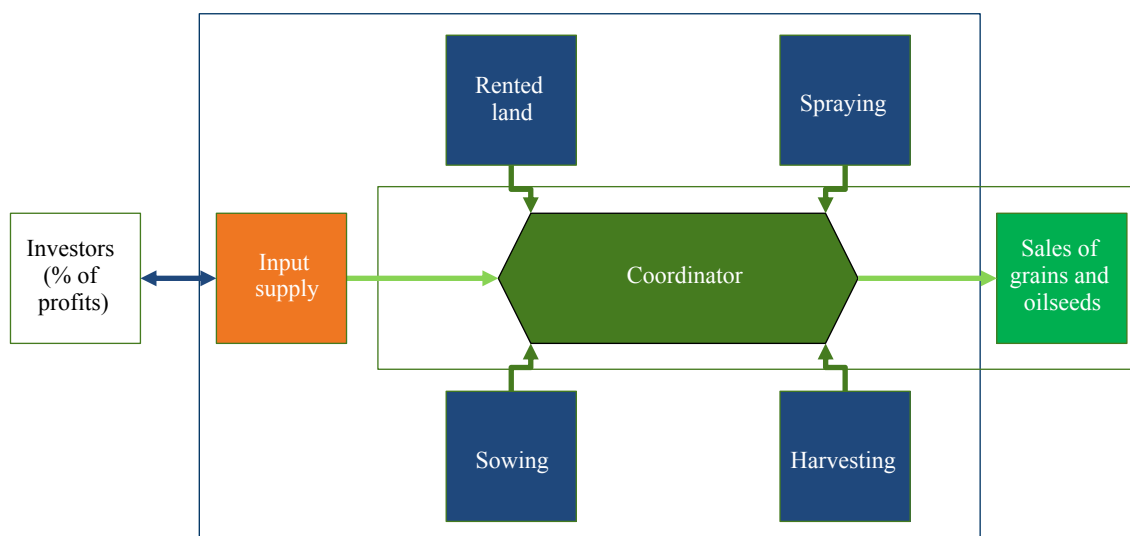 Rented
land
Spraying
Investors
(% of
profits)
Input
supply
Coordinator
Sales of
grains and
oilseeds
Sowing
Harvesting